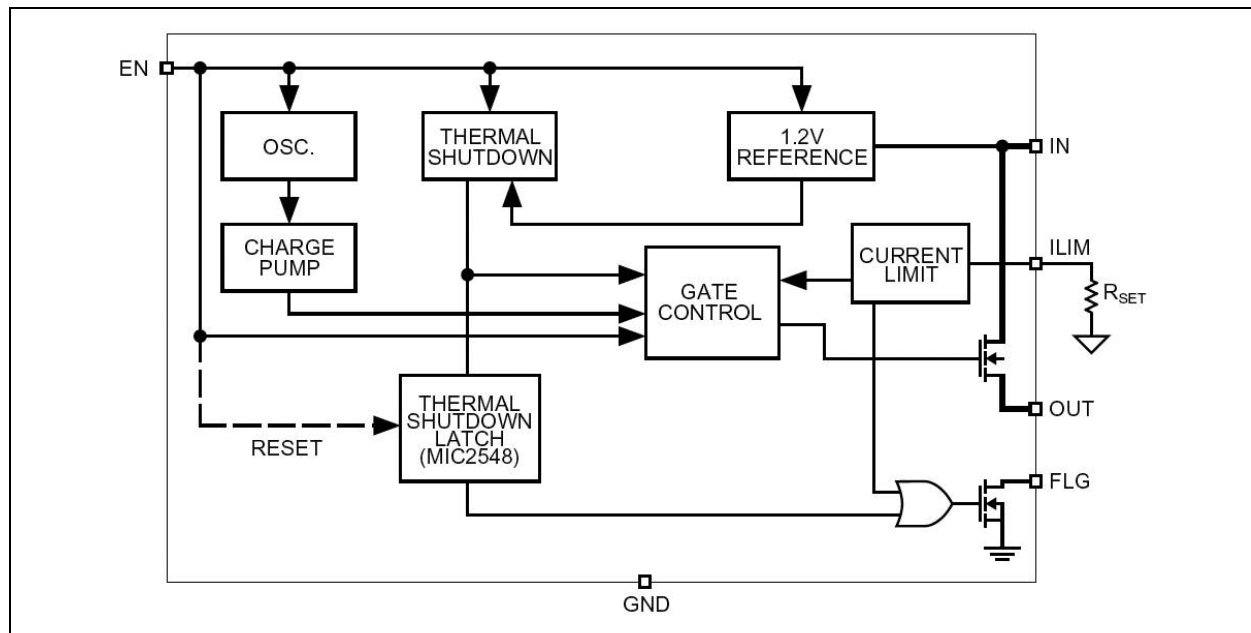 EN
OSC.
THERMAL
SHUTDOWN
1.2V
REFERENCE
IN
CHARGE
PUMP
GATE
CONTROL
CURRENT
LIMIT
ILIM
RSET
THERMAL
SHUTDOWN
LATCH
(MIC2548)
RESET
OUT
FLG
GND